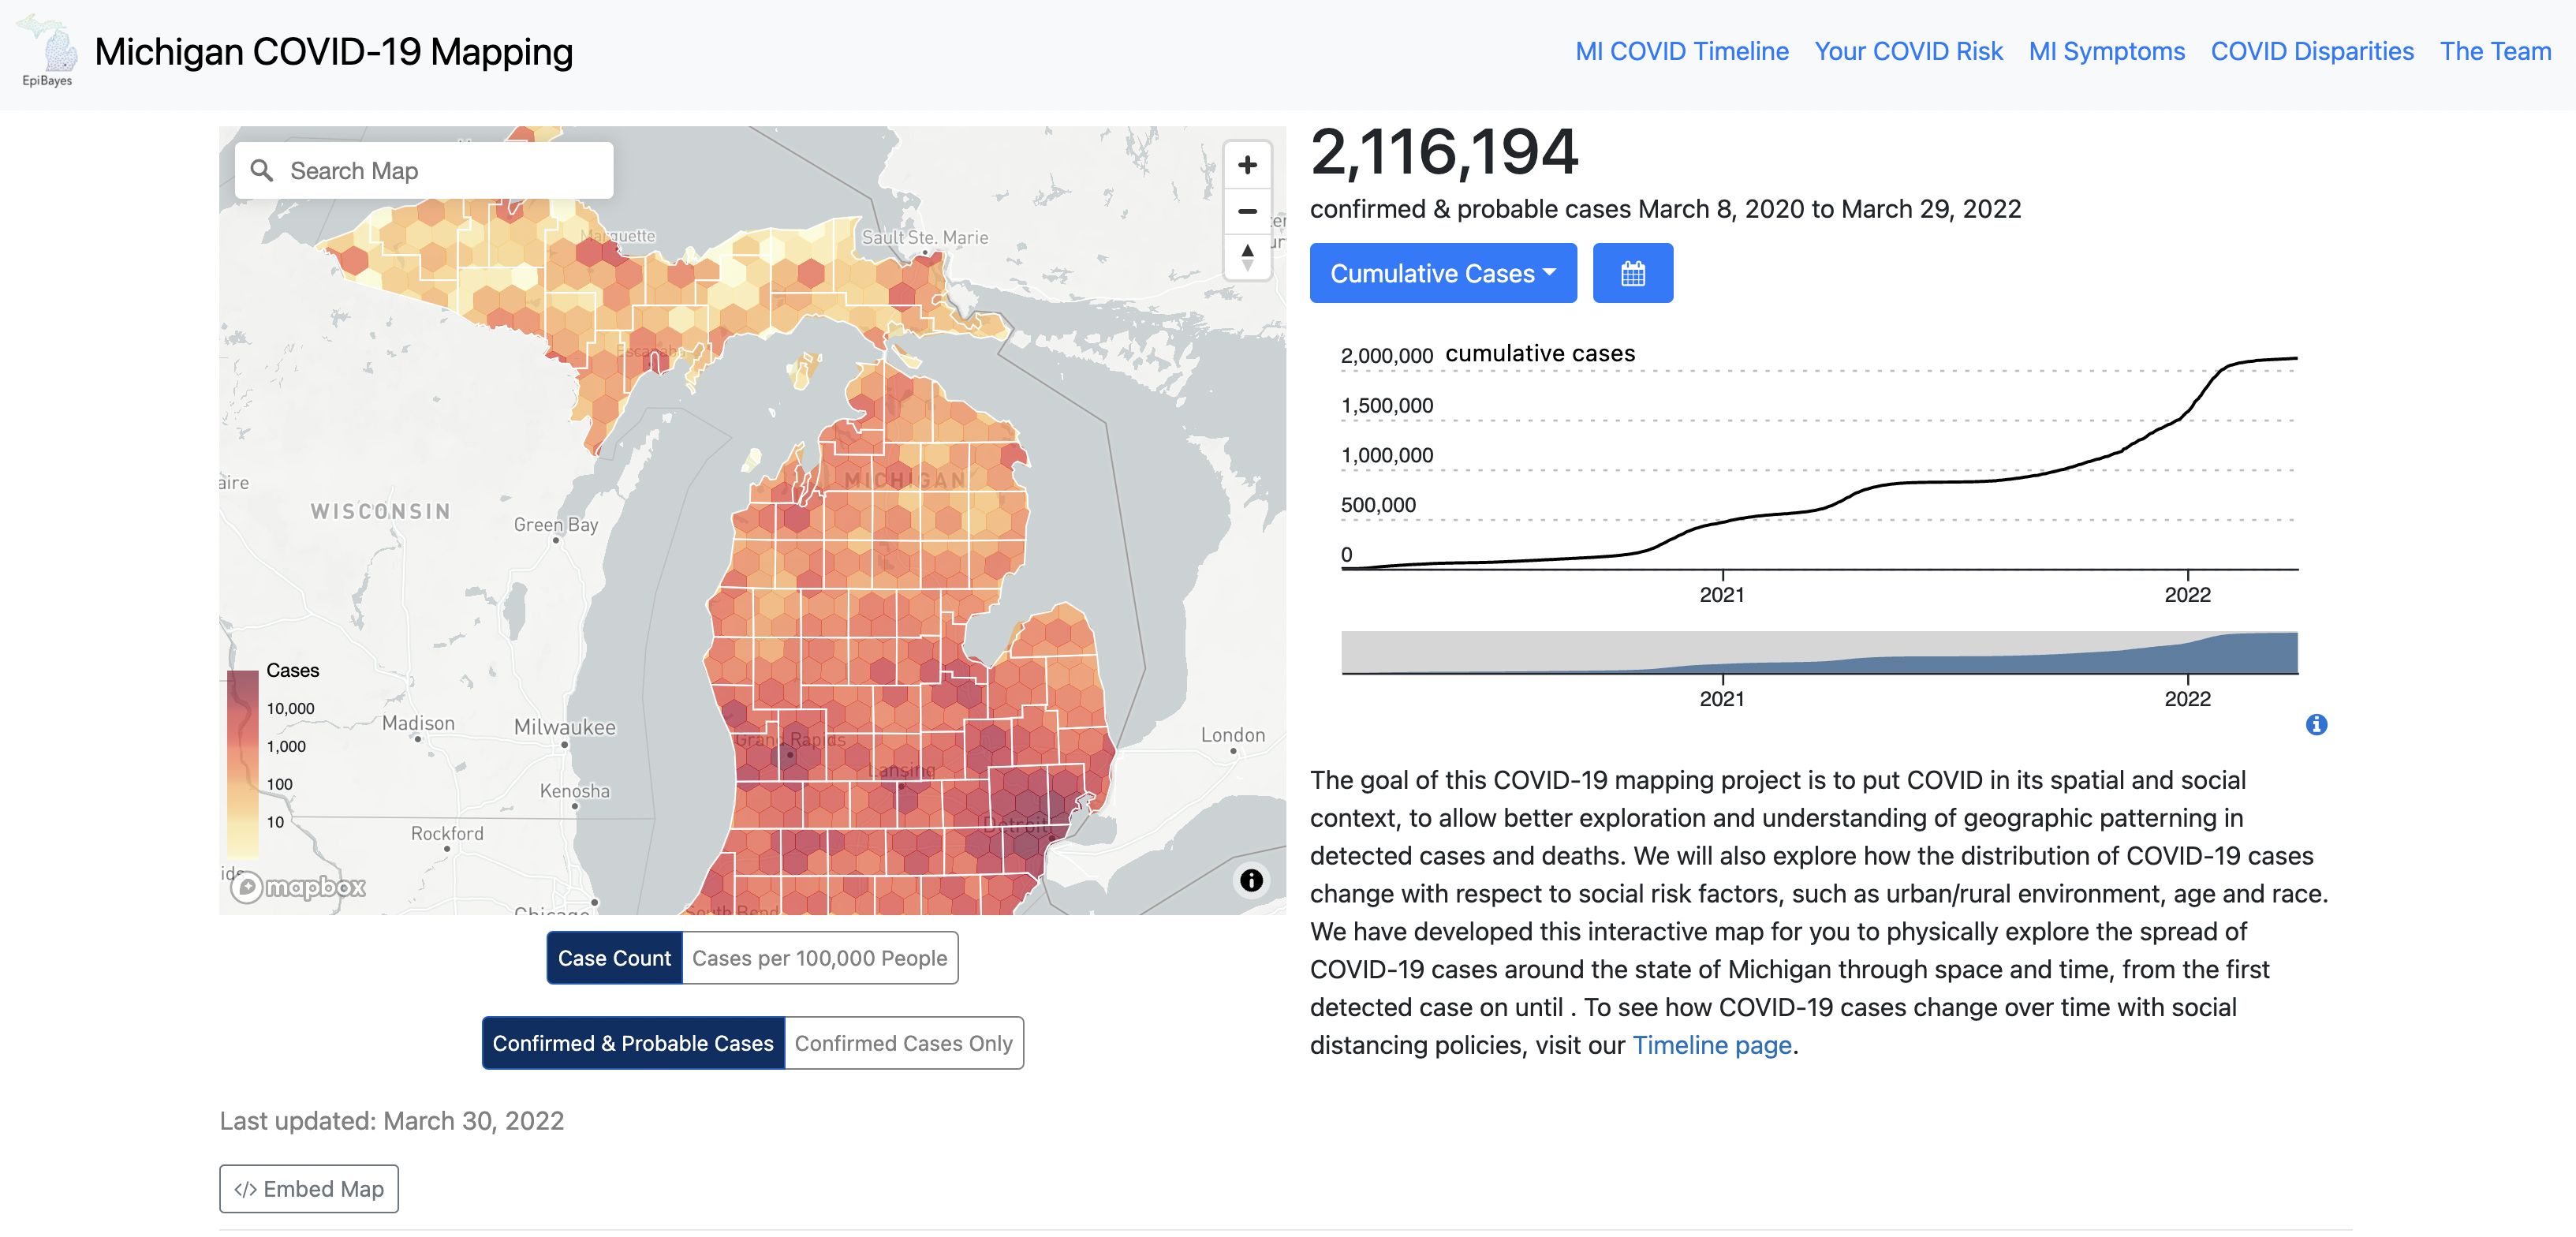 EpiBayes
Michigan COVID-19 Mapping
MI COVID Timeline
Your COVID Risk
MI Symptoms
COVID Disparities
The Team
Search Map
Marquette
Sault Ste. Marie
Escanaba
MICHIGAN
WISCONSIN
Green Bay
Cases
10,000
1,000
100
10
Madison
Milwaukee
Grand Rapids
London
Lansing
Kenosha
Detroit
Rockford
mapbox
Chicago
South Bend
Case Count
Cases per 100,000 People
Confirmed & Probable Cases
Confirmed Cases Only
Last updated: March 30, 2022
</> Embed Map
2,116,194
confirmed & probable cases March 8, 2020 to March 29, 2022
Cumulative Cases
2,000,000 cumulative cases
1,500,000
1,000,000
500,000
0
2021
2022
2021
2022
The goal of this COVID-19 mapping project is to put COVID in its spatial and social
context, to allow better exploration and understanding of geographic patterning in
detected cases and deaths. We will also explore how the distribution of COVID-19 cases
change with respect to social risk factors, such as urban/rural environment, age and race.
We have developed this interactive map for you to physically explore the spread of
COVID-19 cases around the state of Michigan through space and time, from the first
detected case on until . To see how COVID-19 cases change over time with social
distancing policies, visit our Timeline page.